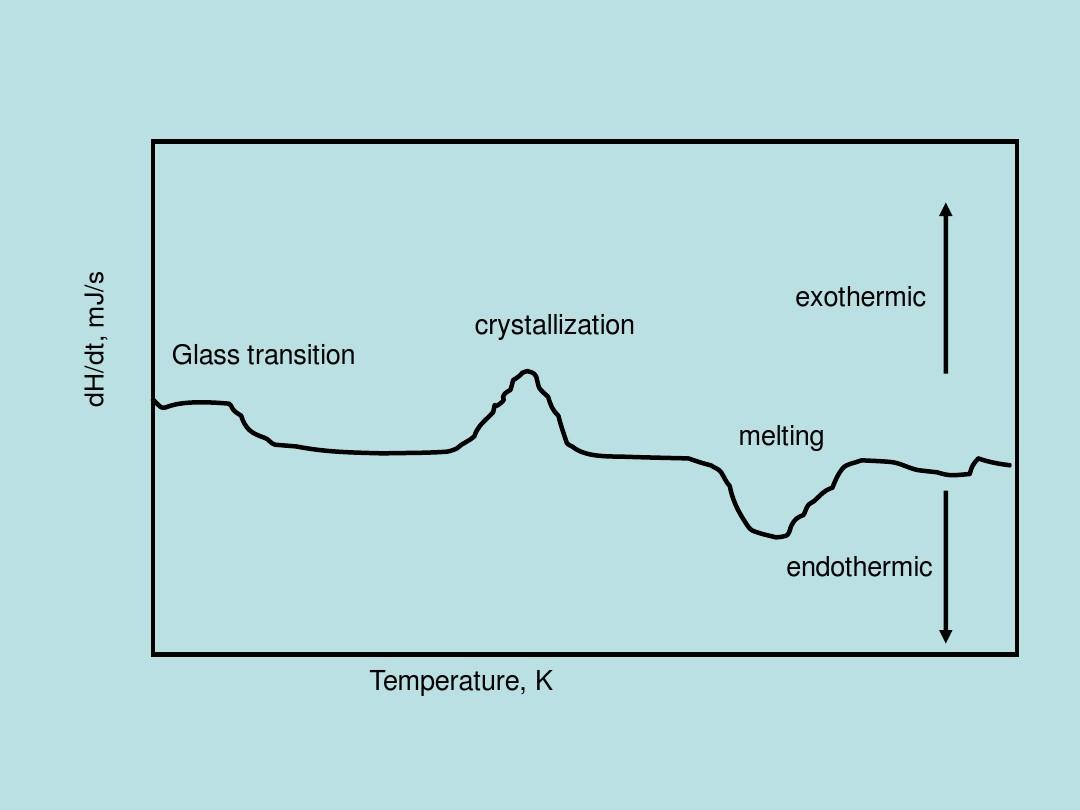 exothermic
crystallization
Glass transition
dH/dt, mJ/s
melting
endothermic
Temperature, K